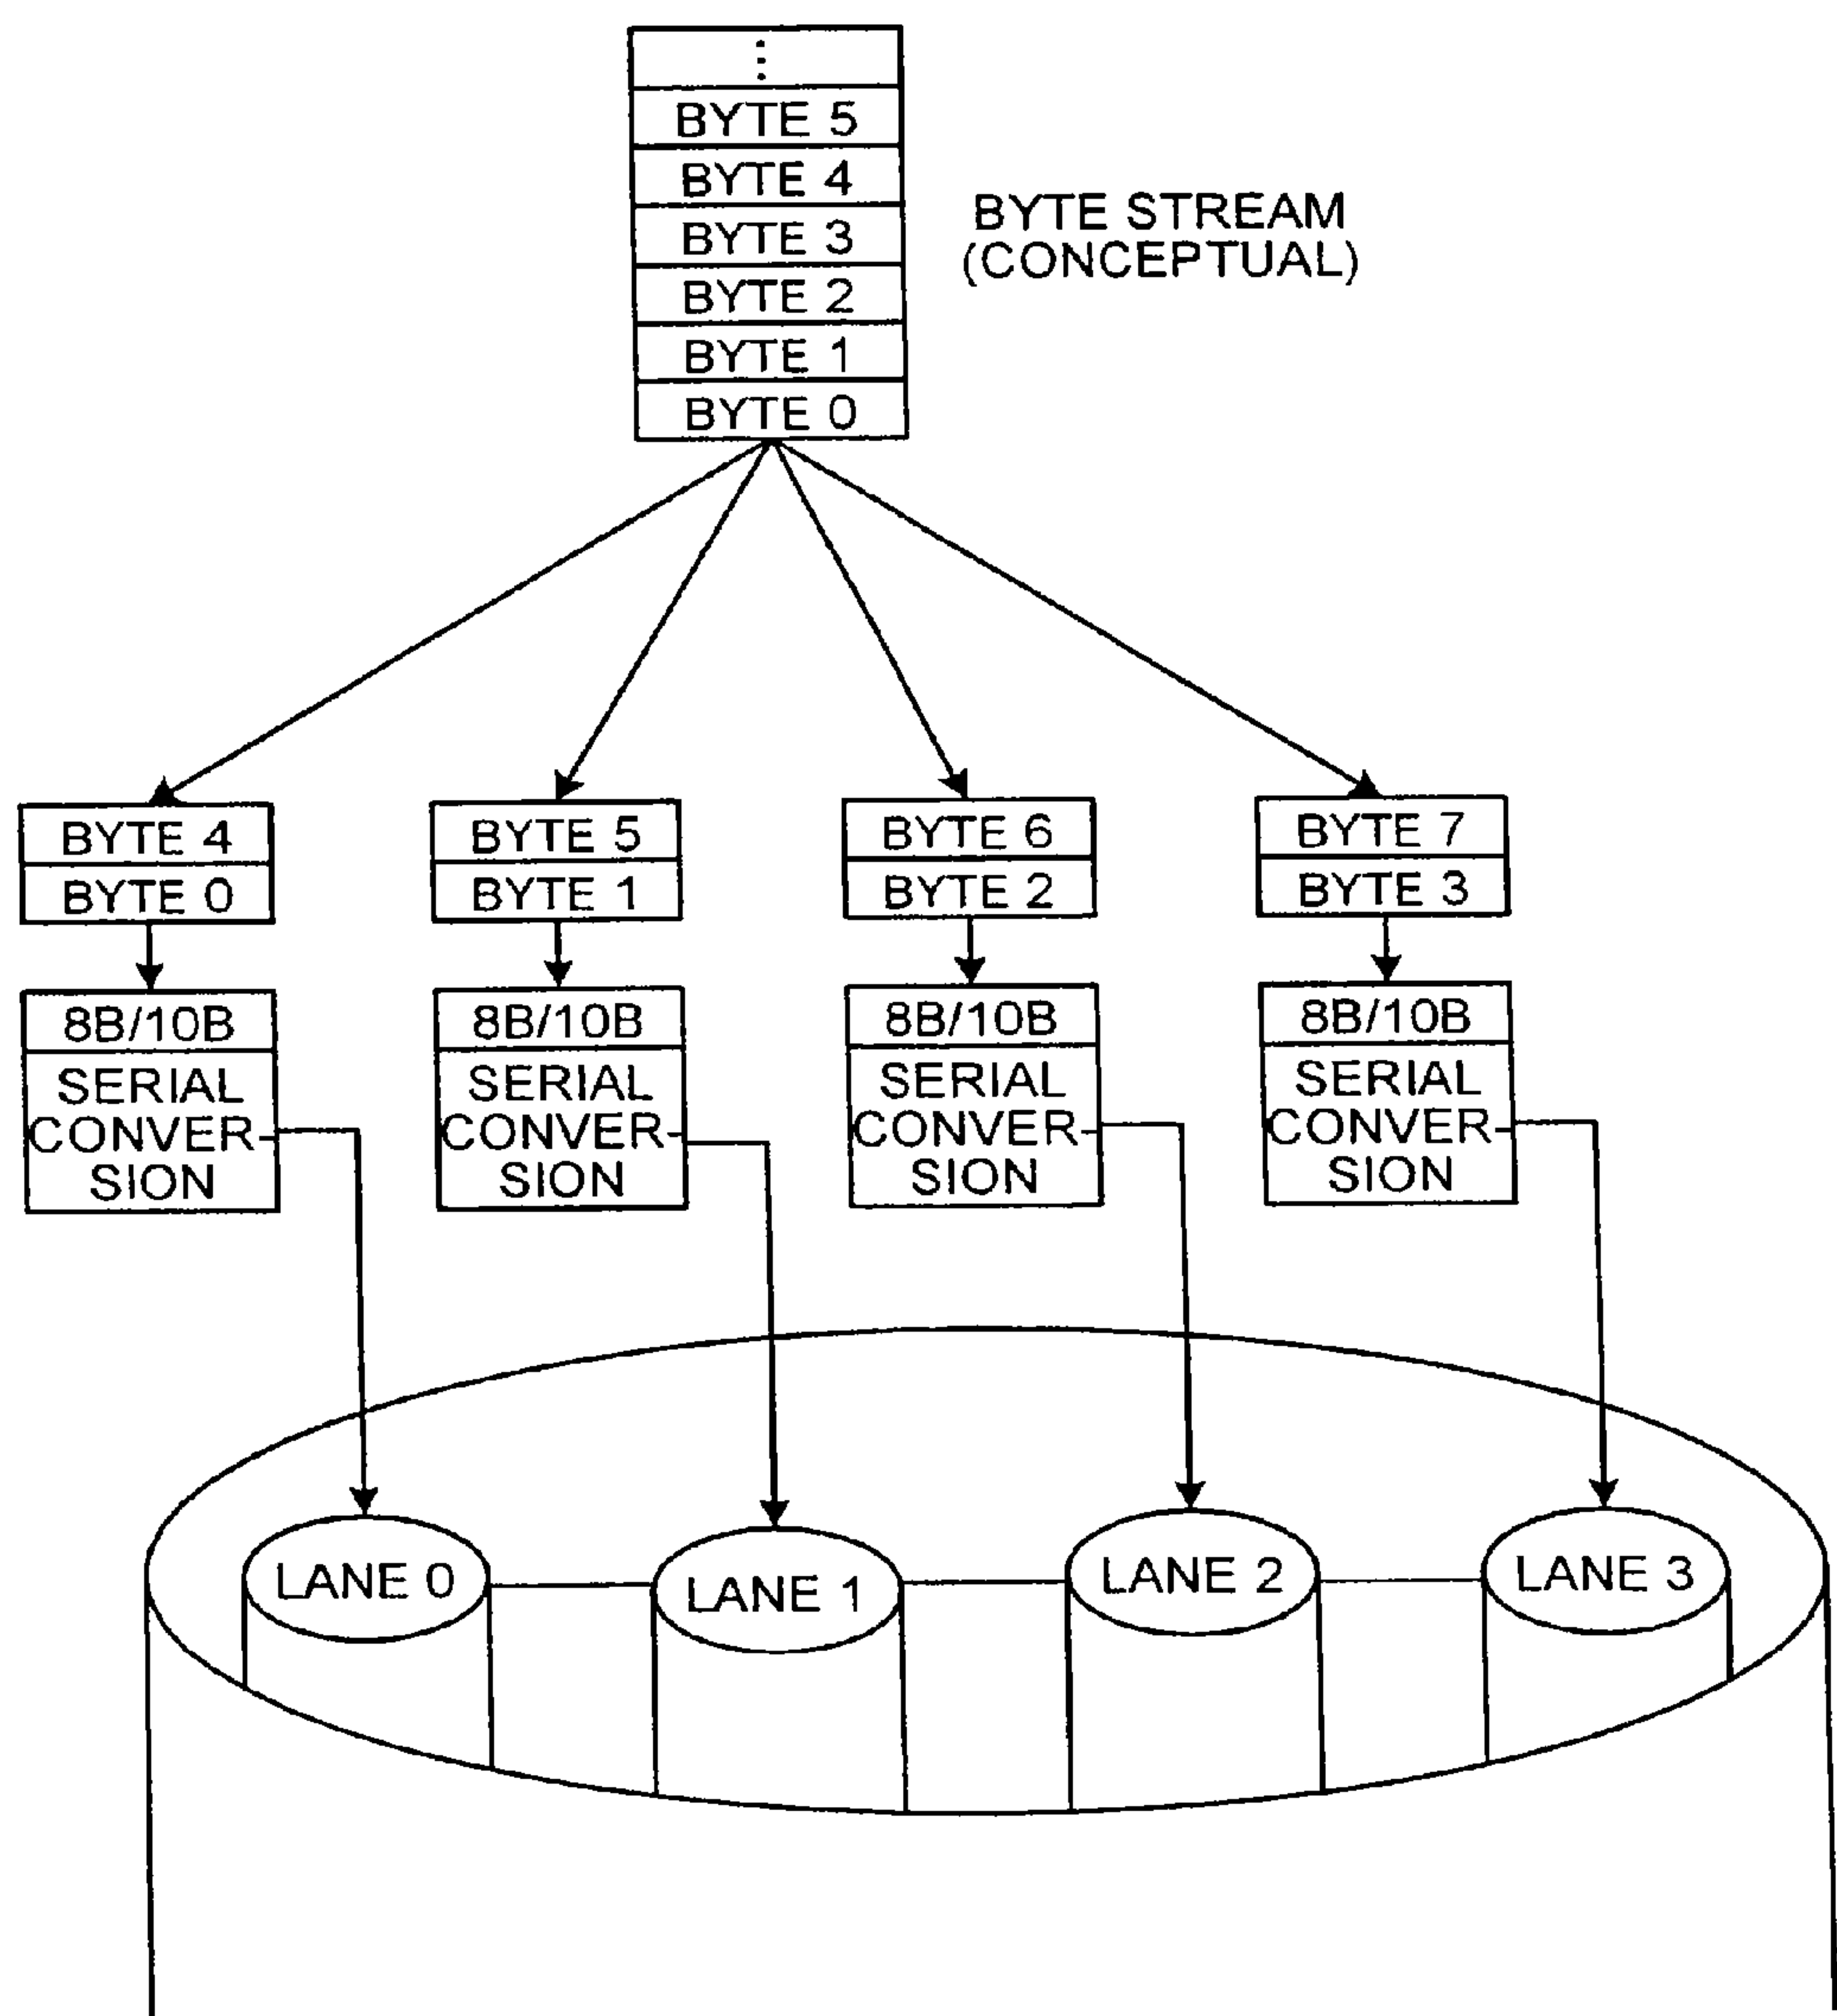 ⋮
BYTE 5
BYTE 4
BYTE 3
BYTE 2
BYTE 1
BYTE 0
BYTE STREAM
(CONCEPTUAL)
BYTE 4
BYTE 0
BYTE 5
BYTE 1
BYTE 6
BYTE 2
BYTE 7
BYTE 3
8B/10B
SERIAL
CONVER-
SION
8B/10B
SERIAL
CONVER-
SION
8B/10B
SERIAL
CONVER-
SION
8B/10B
SERIAL
CONVER-
SION
LANE 0
LANE 1
LANE 2
LANE 3